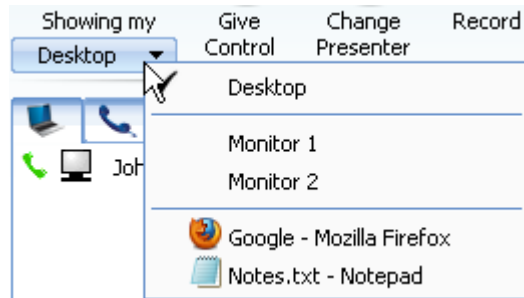 Showing my Give Change Record
Desktop Control Presenter
Desktop
Monitor 1
Monitor 2
Joh
Google - Mozilla Firefox
Notes.txt - Notepad